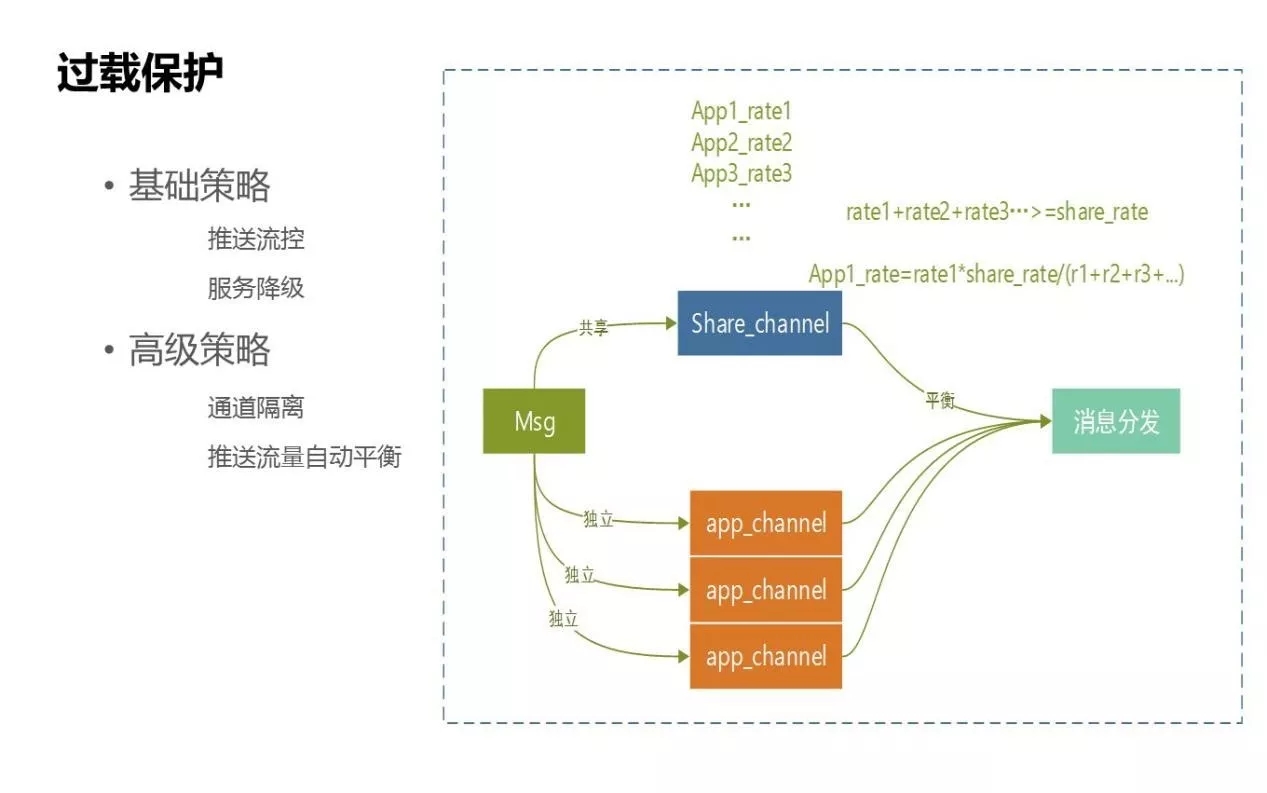 过载保护
• 基础策略
推送流控
服务降级
• 高级策略
通道隔离
推送流量自动平衡
App1_rate1
App2_rate2
App3_rate3
...
...
rate1+rate2+rate3···>=share_rate
App1_rate=rate1*share_rate/(r1+r2+r3+...)
共享
Share_channel
平衡
Msg
消息分发
独立
app_channel
独立
app_channel
独立
app_channel